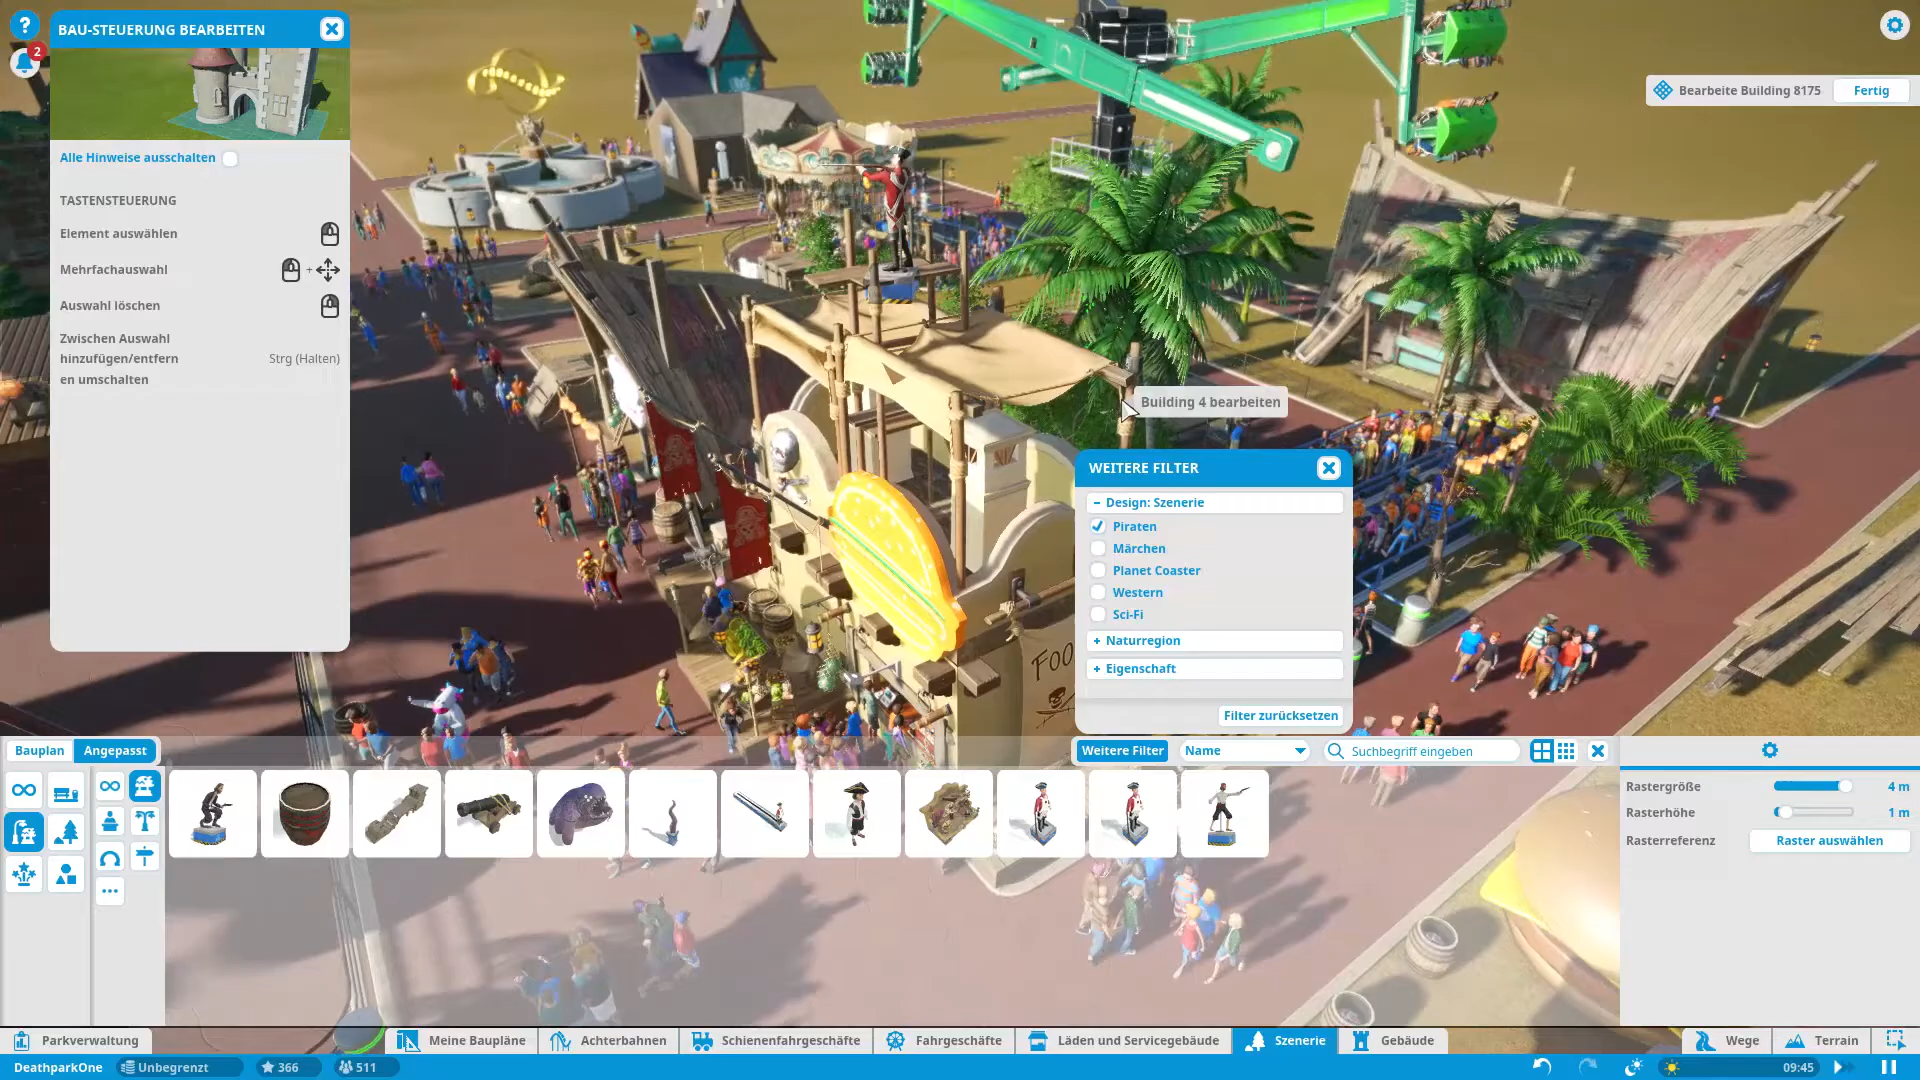 BAU-STEUERUNG BEARBEITEN
2
Alle Hinweise ausschalten
TASTENSTEUERUNG
Element auswählen
Mehrfachauswahl
+
Auswahl löschen
Zwischen Auswahl
hinzufügen/entfern
en umschalten
Strg (Halten)
Bearbeite Building 8175
Fertig
Building 4 bearbeiten
WEITERE FILTER
− Design: Szenerie
Piraten
Märchen
Planet Coaster
Western
Sci-Fi
+ Naturregion
+ Eigenschaft
Filter zurücksetzen
FOO
Bauplan
Angepasst
Weitere Filter
Name
Suchbegriff eingeben
Rastergröße
4 m
Rasterhöhe
1 m
Rasterreferenz
Raster auswählen
Parkverwaltung
Meine Baupläne
Achterbahnen
Schienenfahrgeschäfte
Fahrgeschäfte
Läden und Servicegebäude
Szenerie
Gebäude
Wege
Terrain
DeathparkOne
Unbegrenzt
366
511
09:45